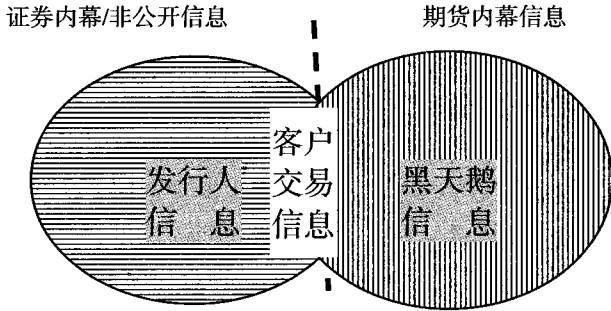 证券内幕/非公开信息
期货内幕信息
客户
交易
信息
发行人
信 息
黑天鹅
信 息